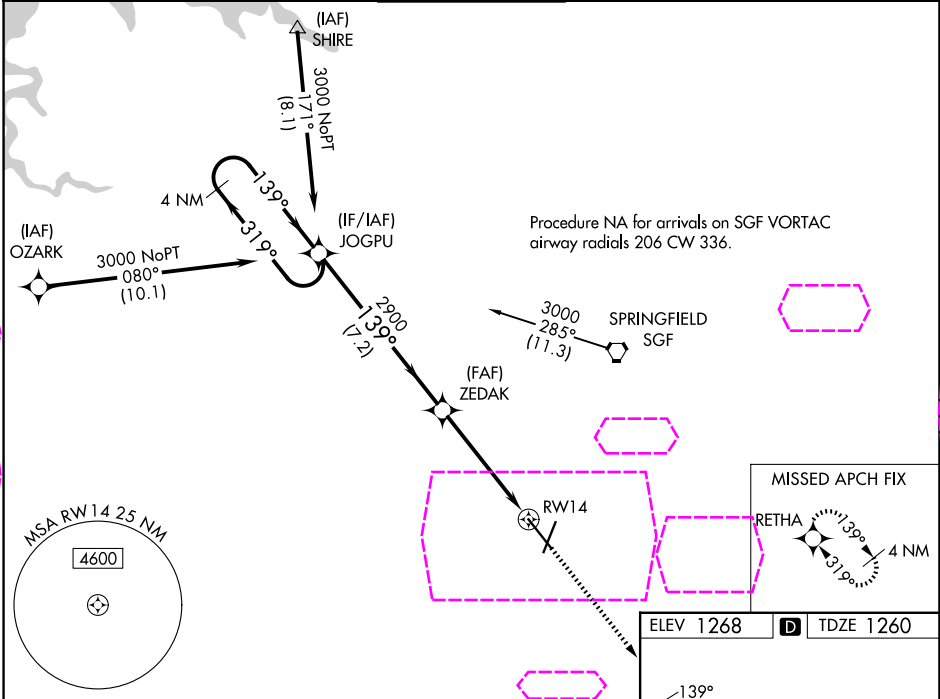 (IAF)
SHIRE
3000 NoPT
171°
(8.1)
4 NM
139°
319°
(IF/IAF)
JOGPU
(IAF)
OZARK
3000 NoPT
080°
(10.1)
Procedure NA for arrivals on SGF VORTAC
airway radials 206 CW 336.
2900
139°
(7.2)
3000
285°
(11.3)
SPRINGFIELD
SGF
(FAF)
ZEDAK
RW14
MISSED APCH FIX
RETHA
139°
319°
4 NM
MSA RW14 25 NM
4600
ELEV 1268
D
TDZE 1260
139°